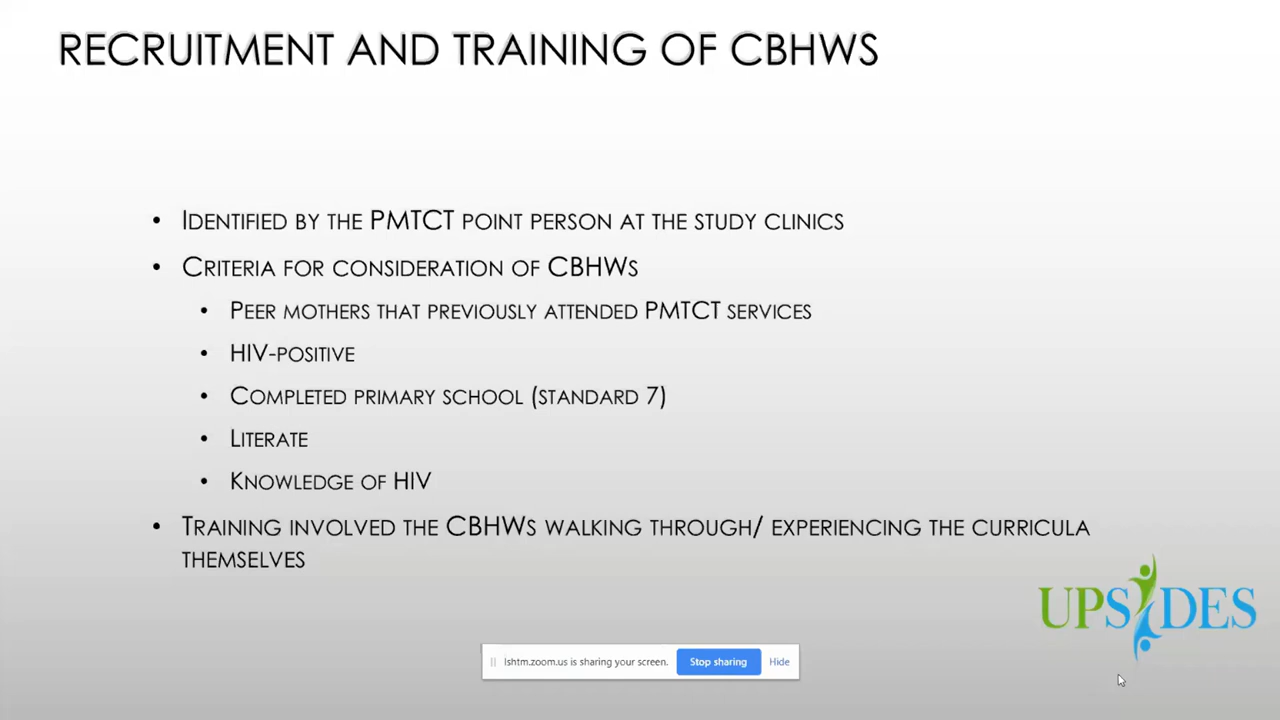 RECRUITMENT AND TRAINING OF CBHWS
• IDENTIFIED BY THE PMTCT POINT PERSON AT THE STUDY CLINICS
• CRITERIA FOR CONSIDERATION OF CBHWS
• PEER MOTHERS THAT PREVIOUSLY ATTENDED PMTCT SERVICES
• HIV-POSITIVE
• COMPLETED PRIMARY SCHOOL (STANDARD 7)
• LITERATE
• KNOWLEDGE OF HIV
• TRAINING INVOLVED THE CBHWS WALKING THROUGH/ EXPERIENCING THE CURRICULA
THEMSELVES
UPSIDES
lshtm.zoom.us is sharing your screen. Stop sharing Hide